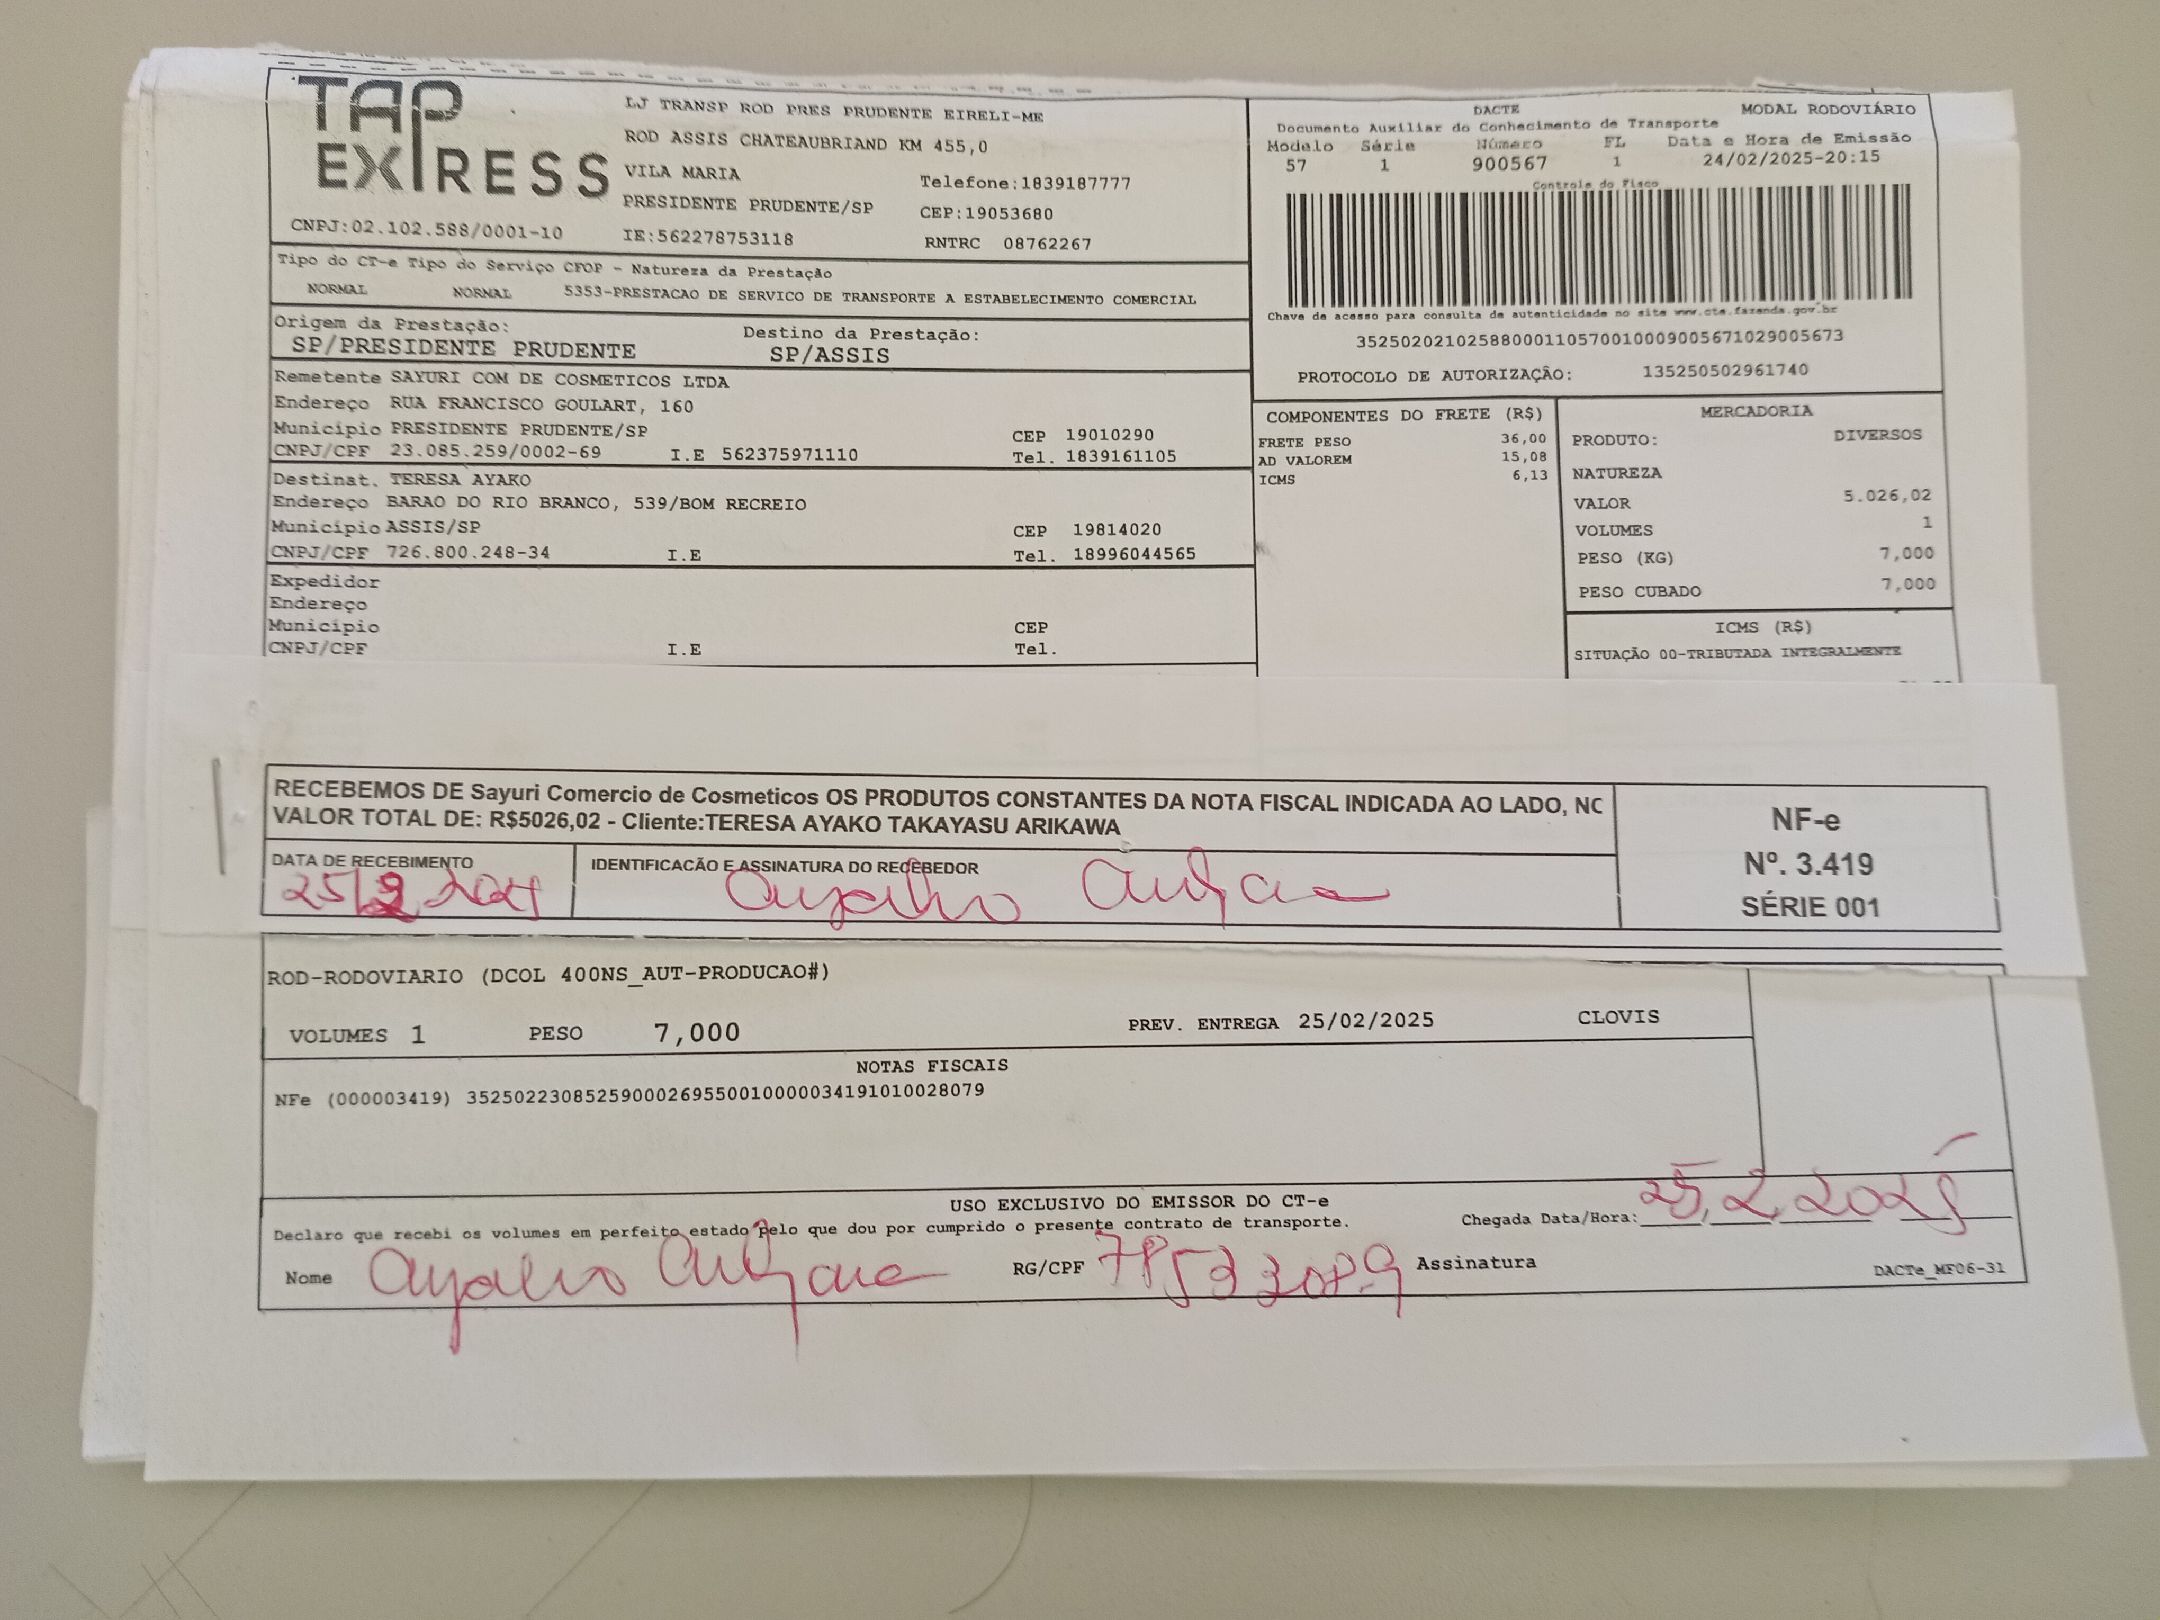 TAP EXPRESS
LJ TRANSP ROD PRES PRUDENTE EIRELI-ME
ROD ASSIS CHATEAUBRIAND KM 455,0
VILA MARIA
Telefone:1839187777
PRESIDENTE PRUDENTE/SP
CEP:19053680
CNPJ:02.102.588/0001-10
IE:562278753118
RNTRC 08762267
DACTE
MODAL RODOVIÁRIO
Documento Auxiliar do Conhecimento de Transporte
Modelo Série Número FL Data e Hora de Emissão
57 1 900567 1 24/02/2025-20:15
Controle do Fisco
Chave de acesso para consulta de autenticidade no site www.cte.fazenda.gov.br
35250202102588000110570010009005671029005673
PROTOCOLO DE AUTORIZAÇÃO: 135250502961740
Tipo do CT-e Tipo do Serviço CFOP - Natureza da Prestação
NORMAL NORMAL 5353-PRESTACAO DE SERVICO DE TRANSPORTE A ESTABELECIMENTO COMERCIAL
Origem da Prestação: Destino da Prestação:
SP/PRESIDENTE PRUDENTE SP/ASSIS
Remetente SAYURI COM DE COSMETICOS LTDA
Endereço RUA FRANCISCO GOULART, 160
Município PRESIDENTE PRUDENTE/SP CEP 19010290
CNPJ/CPF 23.085.259/0002-69 I.E 562375971110 Tel. 1839161105
Destinat. TERESA AYAKO
Endereço BARAO DO RIO BRANCO, 539/BOM RECREIO
Município ASSIS/SP CEP 19814020
CNPJ/CPF 726.800.248-34 I.E Tel. 18996044565
Expedidor
Endereço
Município CEP
CNPJ/CPF I.E Tel.
COMPONENTES DO FRETE (R$)
FRETE PESO 36,00
AD VALOREM 15,08
ICMS 6,13
MERCADORIA
PRODUTO: DIVERSOS
NATUREZA
VALOR 5.026,02
VOLUMES 1
PESO (KG) 7,000
PESO CUBADO 7,000
ICMS (R$)
SITUAÇÃO 00-TRIBUTADA INTEGRALMENTE
RECEBEMOS DE Sayuri Comercio de Cosmeticos OS PRODUTOS CONSTANTES DA NOTA FISCAL INDICADA AO LADO, NO
VALOR TOTAL DE: R$5026,02 - Cliente:TERESA AYAKO TAKAYASU ARIKAWA
DATA DE RECEBIMENTO
IDENTIFICACÃO E ASSINATURA DO RECEBEDOR
NF-e
Nº. 3.419
SÉRIE 001
ROD-RODOVIARIO (DCOL 400NS_AUT-PRODUCAO#)
VOLUMES 1 PESO 7,000 PREV. ENTREGA 25/02/2025 CLOVIS
NOTAS FISCAIS
NFe (000003419) 35250223085259000269550010000034191010028079
USO EXCLUSIVO DO EMISSOR DO CT-e
Declaro que recebi os volumes em perfeito estado pelo que dou por cumprido o presente contrato de transporte.
Chegada Data/Hora: 25 2 2025
Nome RG/CPF Assinatura
DACTe_MF06-31